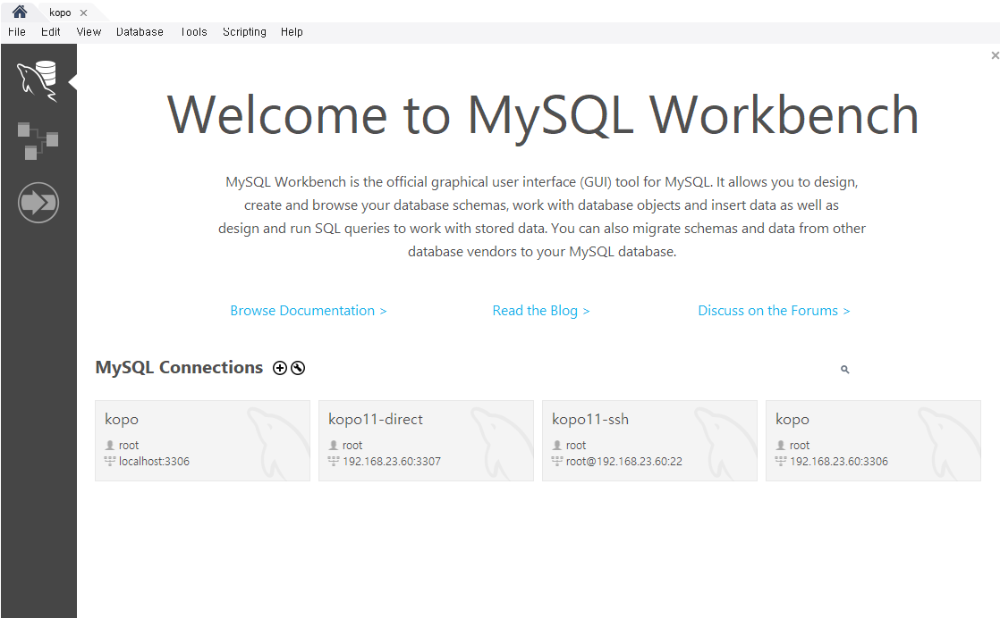 kopo
File Edit View Database Tools Scripting Help
Welcome to MySQL Workbench
MySQL Workbench is the official graphical user interface (GUI) tool for MySQL. It allows you to design,
create and browse your database schemas, work with database objects and insert data as well as
design and run SQL queries to work with stored data. You can also migrate schemas and data from other
database vendors to your MySQL database.
Browse Documentation > Read the Blog > Discuss on the Forums >
MySQL Connections
kopo
root
localhost:3306
kopo11-direct
root
192.168.23.60:3307
kopo11-ssh
root
root@192.168.23.60:22
kopo
root
192.168.23.60:3306